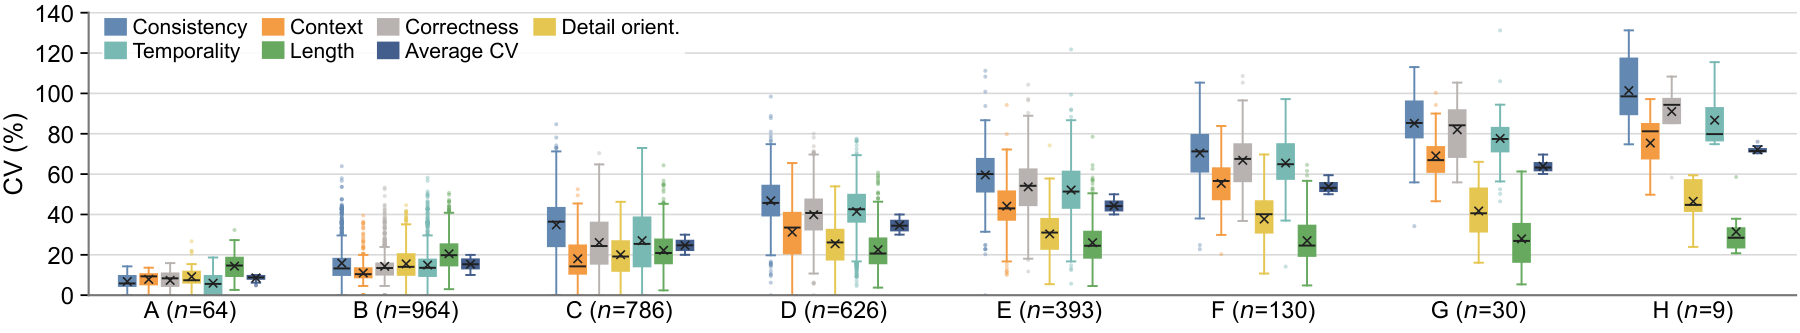 140
120
100
80
60
40
20
0
CV (%)
Consistency Context Correctness Detail orient.
Temporality Length Average CV
A (n=64) B (n=964) C (n=786) D (n=626) E (n=393) F (n=130) G (n=30) H (n=9)